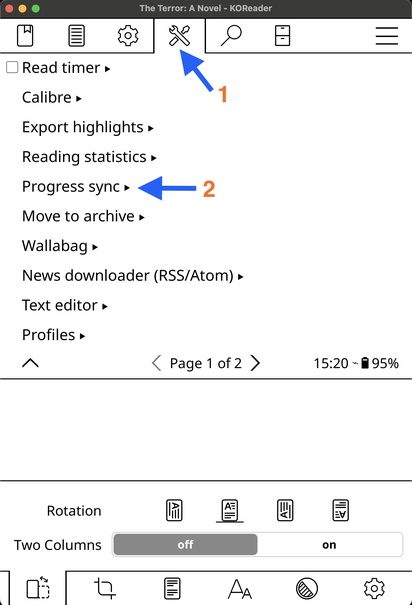 The Terror: A Novel - KOReader
1
Read timer ▸
Calibre ▸
Export highlights ▸
Reading statistics ▸
Progress sync ▸ 2
Move to archive ▸
Wallabag ▸
News downloader (RSS/Atom) ▸
Text editor ▸
Profiles ▸
Page 1 of 2 15:20 95%
Rotation
Two Columns off on